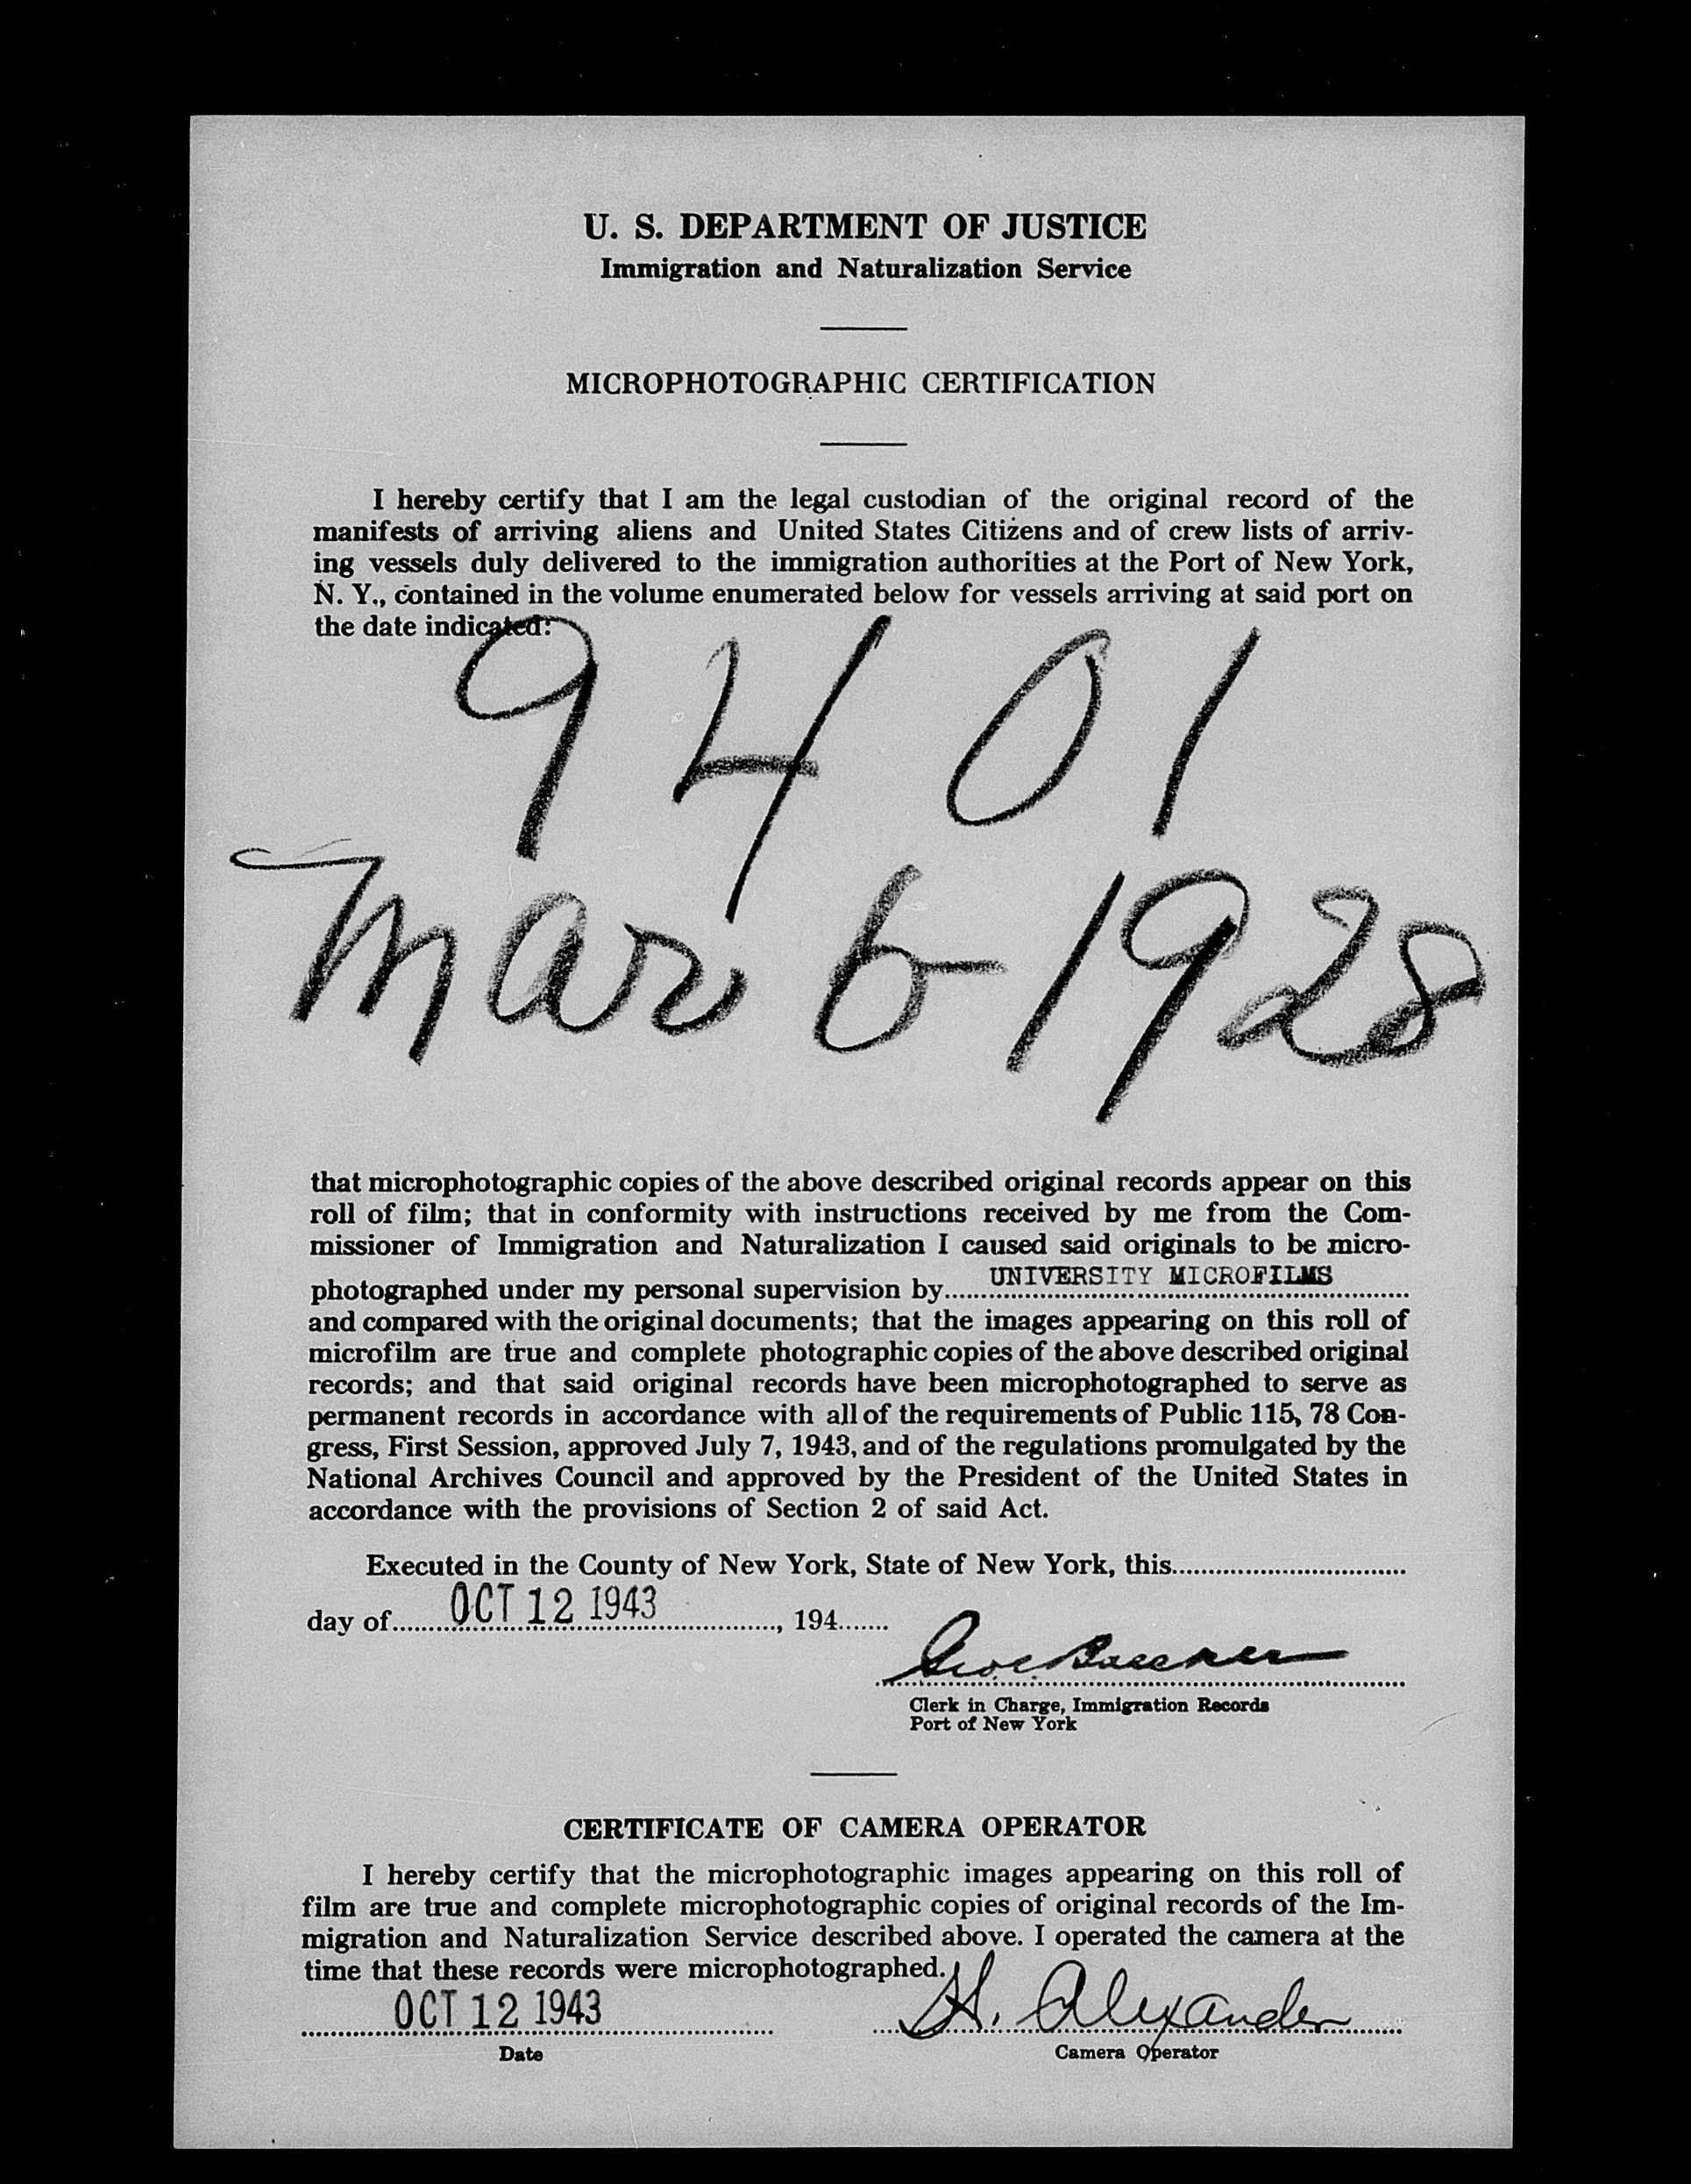 U. S. DEPARTMENT OF JUSTICE
Immigration and Naturalization Service
MICROPHOTOGRAPHIC CERTIFICATION
I hereby certify that I am the legal custodian of the original record of the
manifests of arriving aliens and United States Citizens and of crew lists of arriv-
ing vessels duly delivered to the immigration authorities at the Port of New York,
N. Y., contained in the volume enumerated below for vessels arriving at said port on
the date indicated:
9401
Mar 6-1928
that microphotographic copies of the above described original records appear on this
roll of film; that in conformity with instructions received by me from the Com-
missioner of Immigration and Naturalization I caused said originals to be micro-
photographed under my personal supervision by UNIVERSITY MICROFILMS
and compared with the original documents; that the images appearing on this roll of
microfilm are true and complete photographic copies of the above described original
records; and that said original records have been microphotographed to serve as
permanent records in accordance with all of the requirements of Public 115, 78 Con-
gress, First Session, approved July 7, 1943, and of the regulations promulgated by the
National Archives Council and approved by the President of the United States in
accordance with the provisions of Section 2 of said Act.
Executed in the County of New York, State of New York, this
day of OCT 12 1943, 194
Clerk in Charge, Immigration Records
Port of New York
CERTIFICATE OF CAMERA OPERATOR
I hereby certify that the microphotographic images appearing on this roll of
film are true and complete microphotographic copies of original records of the Im-
migration and Naturalization Service described above. I operated the camera at the
time that these records were microphotographed.
OCT 12 1943 H. Alexander
Date Camera Operator